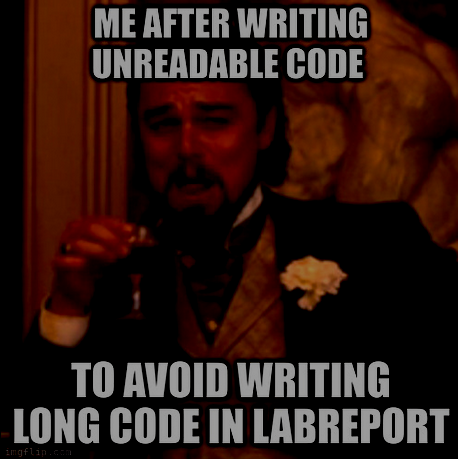 ME AFTER WRITING
UNREADABLE CODE
TO AVOID WRITING
LONG CODE IN LABREPORT
imgflip.com